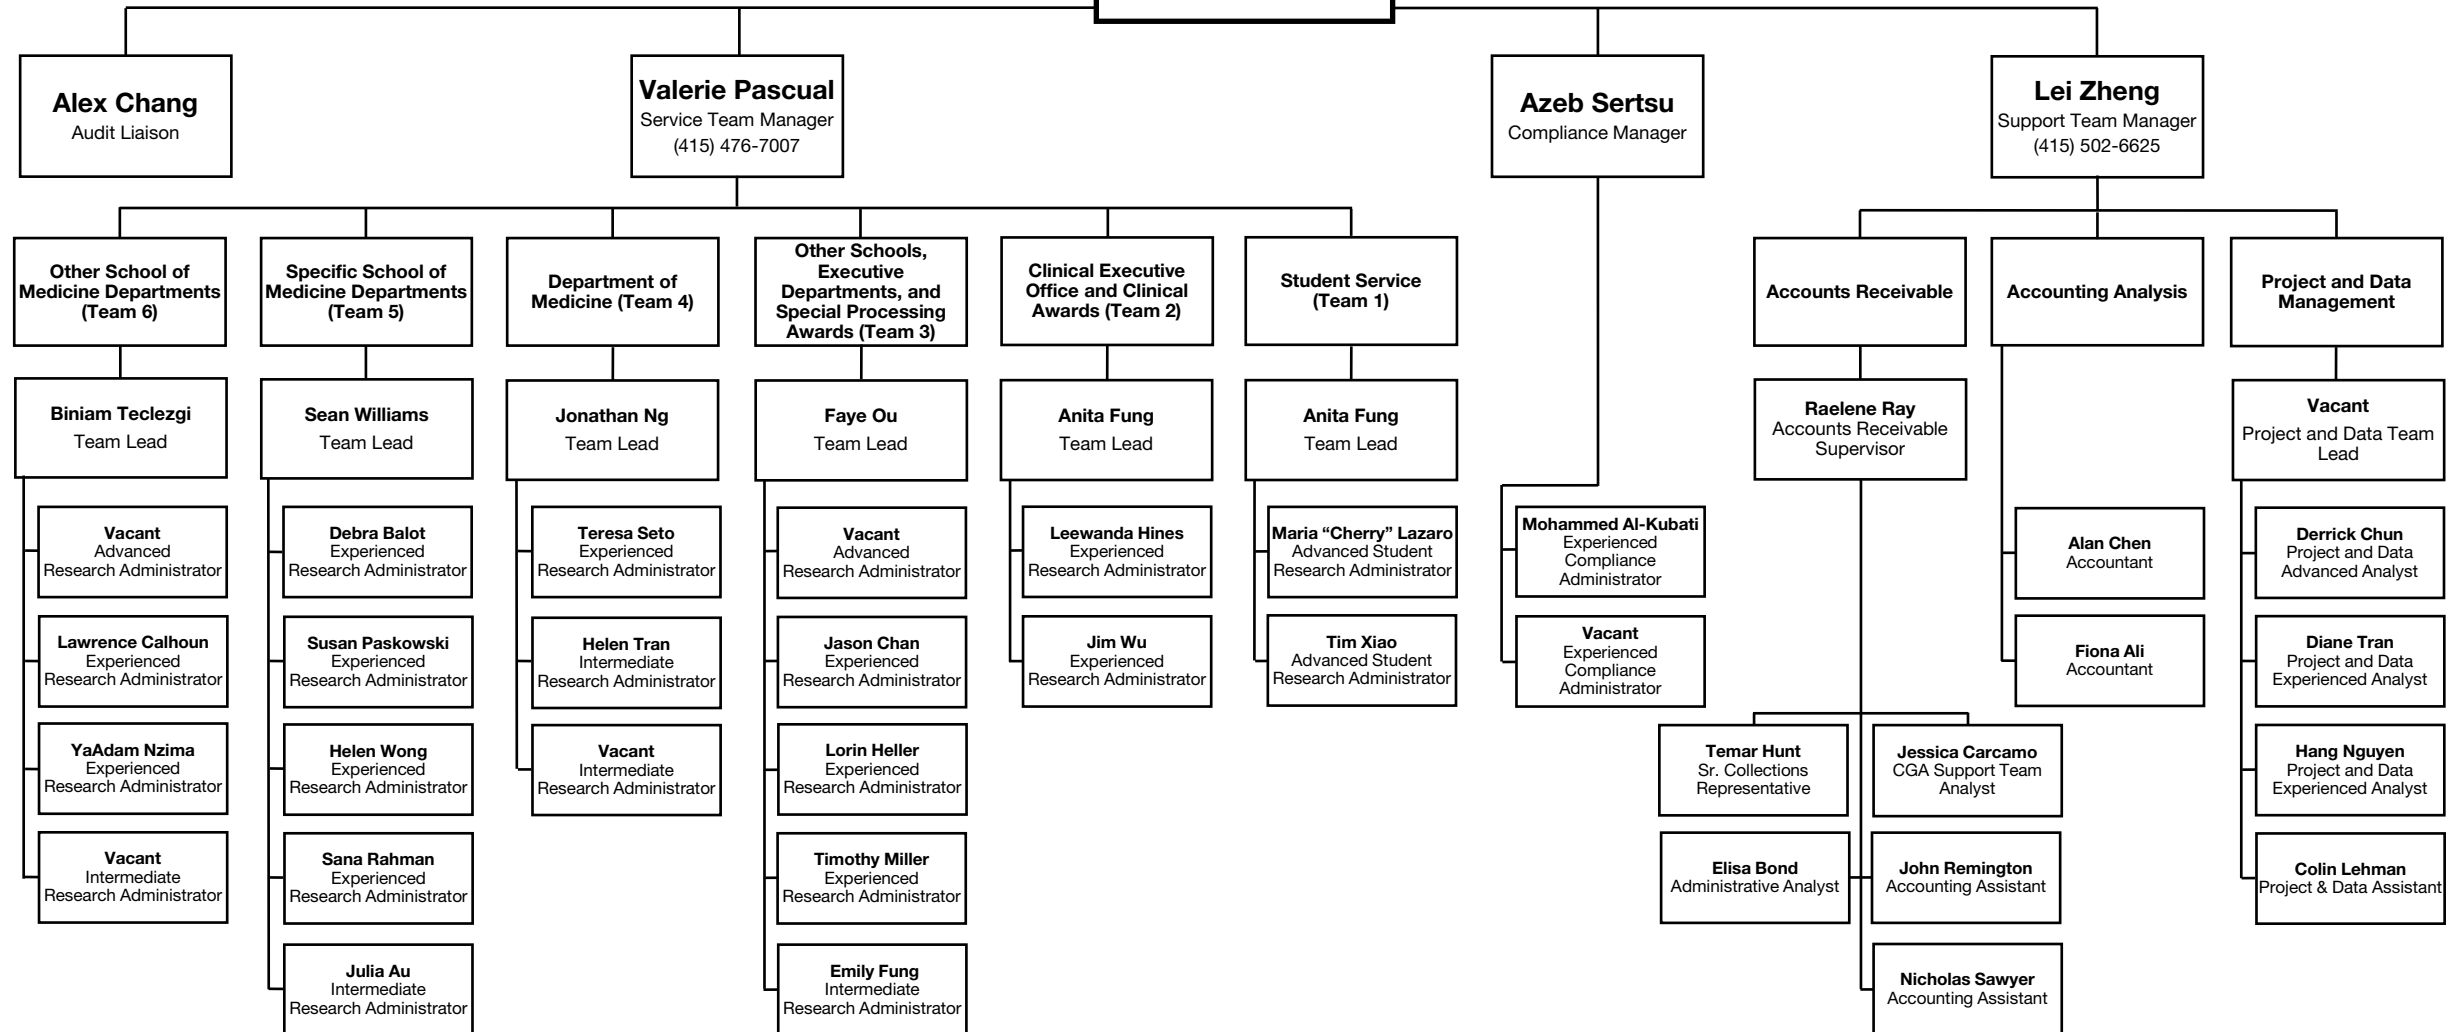 Alex Chang
Audit Liaison
Valerie Pascual
Service Team Manager
(415) 476-7007
Azeb Sertsu
Compliance Manager
Lei Zheng
Support Team Manager
(415) 502-6625
Other School of
Medicine Departments
(Team 6)
Specific School of
Medicine Departments
(Team 5)
Department of
Medicine (Team 4)
Other Schools,
Executive
Departments, and
Special Processing
Awards (Team 3)
Clinical Executive
Office and Clinical
Awards (Team 2)
Student Service
(Team 1)
Accounts Receivable
Accounting Analysis
Project and Data
Management
Biniam Teclezgi
Team Lead
Sean Williams
Team Lead
Jonathan Ng
Team Lead
Faye Ou
Team Lead
Anita Fung
Team Lead
Anita Fung
Team Lead
Raelene Ray
Accounts Receivable
Supervisor
Vacant
Project and Data Team
Lead
Vacant
Advanced
Research Administrator
Debra Balot
Experienced
Research Administrator
Teresa Seto
Experienced
Research Administrator
Vacant
Advanced
Research Administrator
Leewanda Hines
Experienced
Research Administrator
Maria “Cherry” Lazaro
Advanced Student
Research Administrator
Mohammed Al-Kubati
Experienced
Compliance
Administrator
Alan Chen
Accountant
Derrick Chun
Project and Data
Advanced Analyst
Lawrence Calhoun
Experienced
Research Administrator
Susan Paskowski
Experienced
Research Administrator
Helen Tran
Intermediate
Research Administrator
Jason Chan
Experienced
Research Administrator
Jim Wu
Experienced
Research Administrator
Tim Xiao
Advanced Student
Research Administrator
Vacant
Experienced
Compliance
Administrator
Fiona Ali
Accountant
Diane Tran
Project and Data
Experienced Analyst
YaAdam Nzima
Experienced
Research Administrator
Helen Wong
Experienced
Research Administrator
Vacant
Intermediate
Research Administrator
Lorin Heller
Experienced
Research Administrator
Temar Hunt
Sr. Collections
Representative
Jessica Carcamo
CGA Support Team
Analyst
Hang Nguyen
Project and Data
Experienced Analyst
Vacant
Intermediate
Research Administrator
Sana Rahman
Experienced
Research Administrator
Timothy Miller
Experienced
Research Administrator
Elisa Bond
Administrative Analyst
John Remington
Accounting Assistant
Colin Lehman
Project & Data Assistant
Julia Au
Intermediate
Research Administrator
Emily Fung
Intermediate
Research Administrator
Nicholas Sawyer
Accounting Assistant